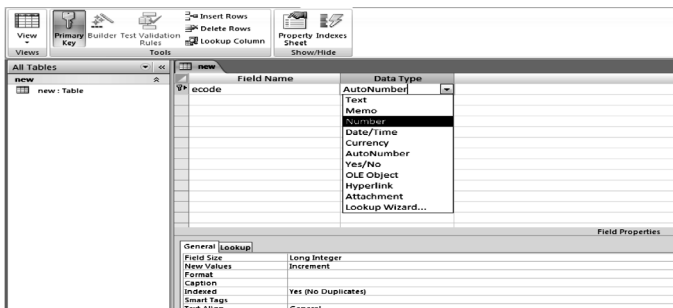 View
Primary Key
Builder
Test Validation Rules
Insert Rows
Delete Rows
Lookup Column
Property Sheet
Indexes
Views
Tools
Show/Hide
All Tables
new
new
new : Table
Field Name
Data Type
ecode
AutoNumber
Text
Memo
Number
Date/Time
Currency
AutoNumber
Yes/No
OLE Object
Hyperlink
Attachment
Lookup Wizard...
Field Properties
General
Lookup
Field Size
Long Integer
New Values
Increment
Format
Caption
Indexed
Yes (No Duplicates)
Smart Tags
Text Align
General